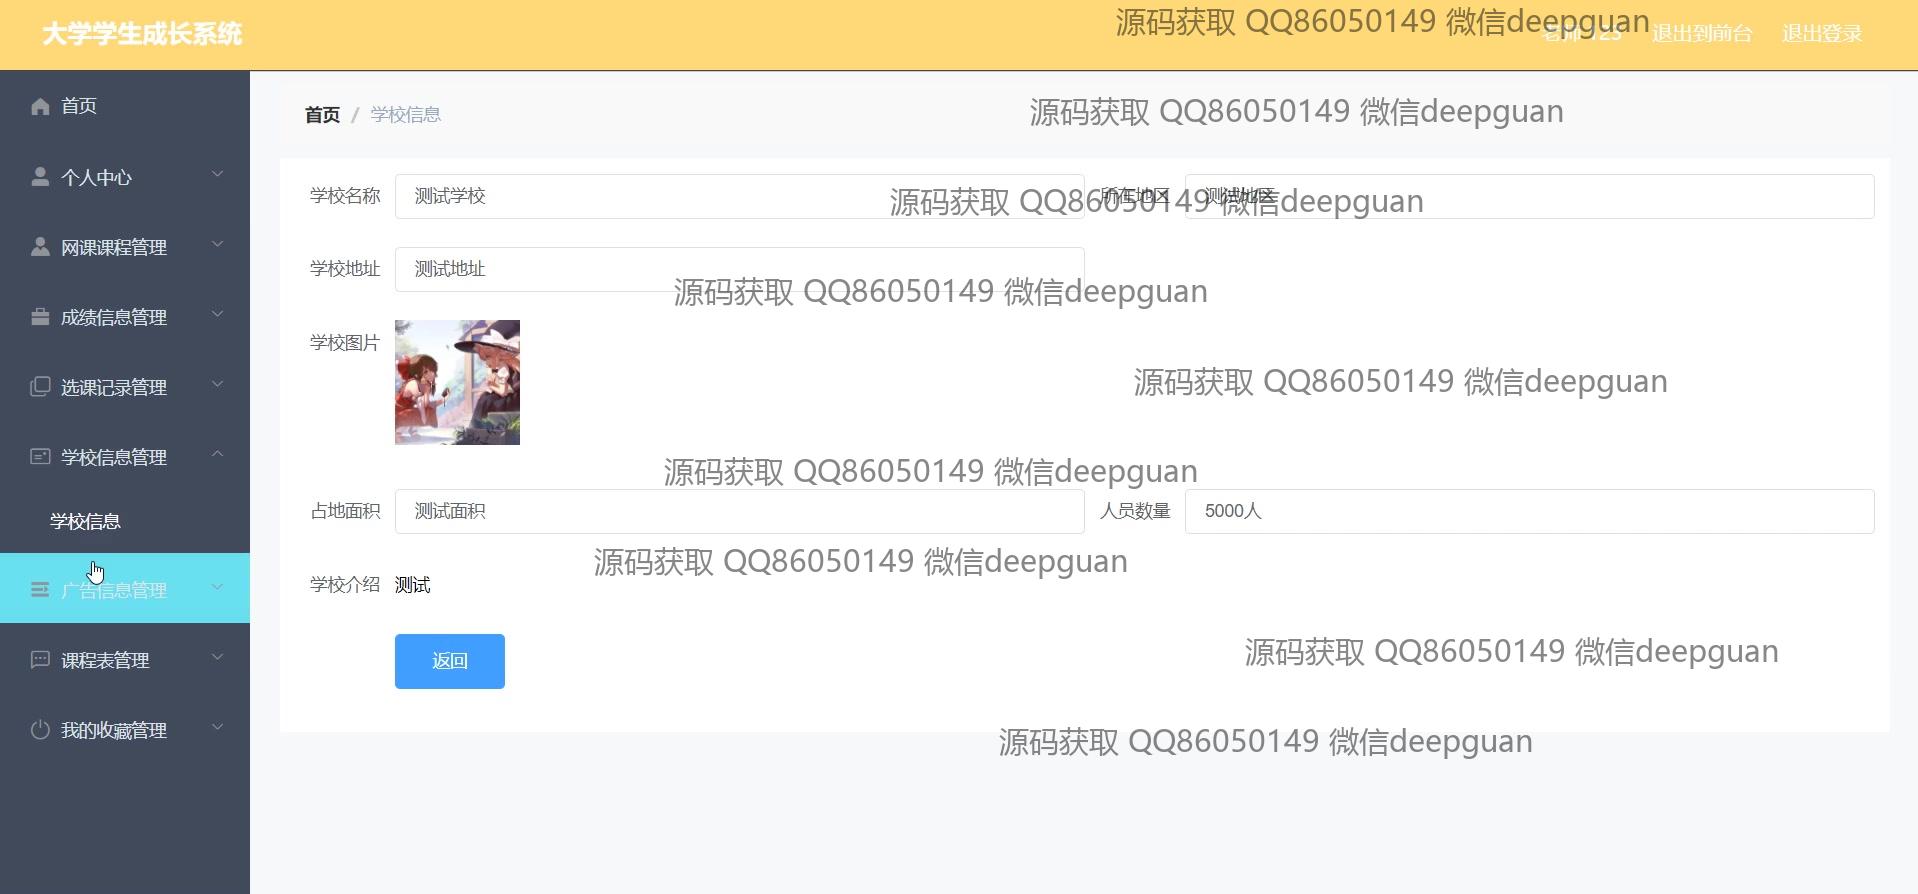 大学学生成长系统
源码获取 QQ86050149 微信deepguan
老师 123 退出到前台 退出登录
首页
首页 / 学校信息
源码获取 QQ86050149 微信deepguan
个人中心
学校名称 测试学校 所在地区 测试地区
源码获取 QQ86050149 微信deepguan
网课课程管理
学校地址 测试地址
源码获取 QQ86050149 微信deepguan
成绩信息管理
学校图片
源码获取 QQ86050149 微信deepguan
选课记录管理
学校信息管理
源码获取 QQ86050149 微信deepguan
学校信息
占地面积 测试面积 人员数量 5000人
源码获取 QQ86050149 微信deepguan
广告信息管理
学校介绍 测试
源码获取 QQ86050149 微信deepguan
课程表管理
返回
我的收藏管理
源码获取 QQ86050149 微信deepguan